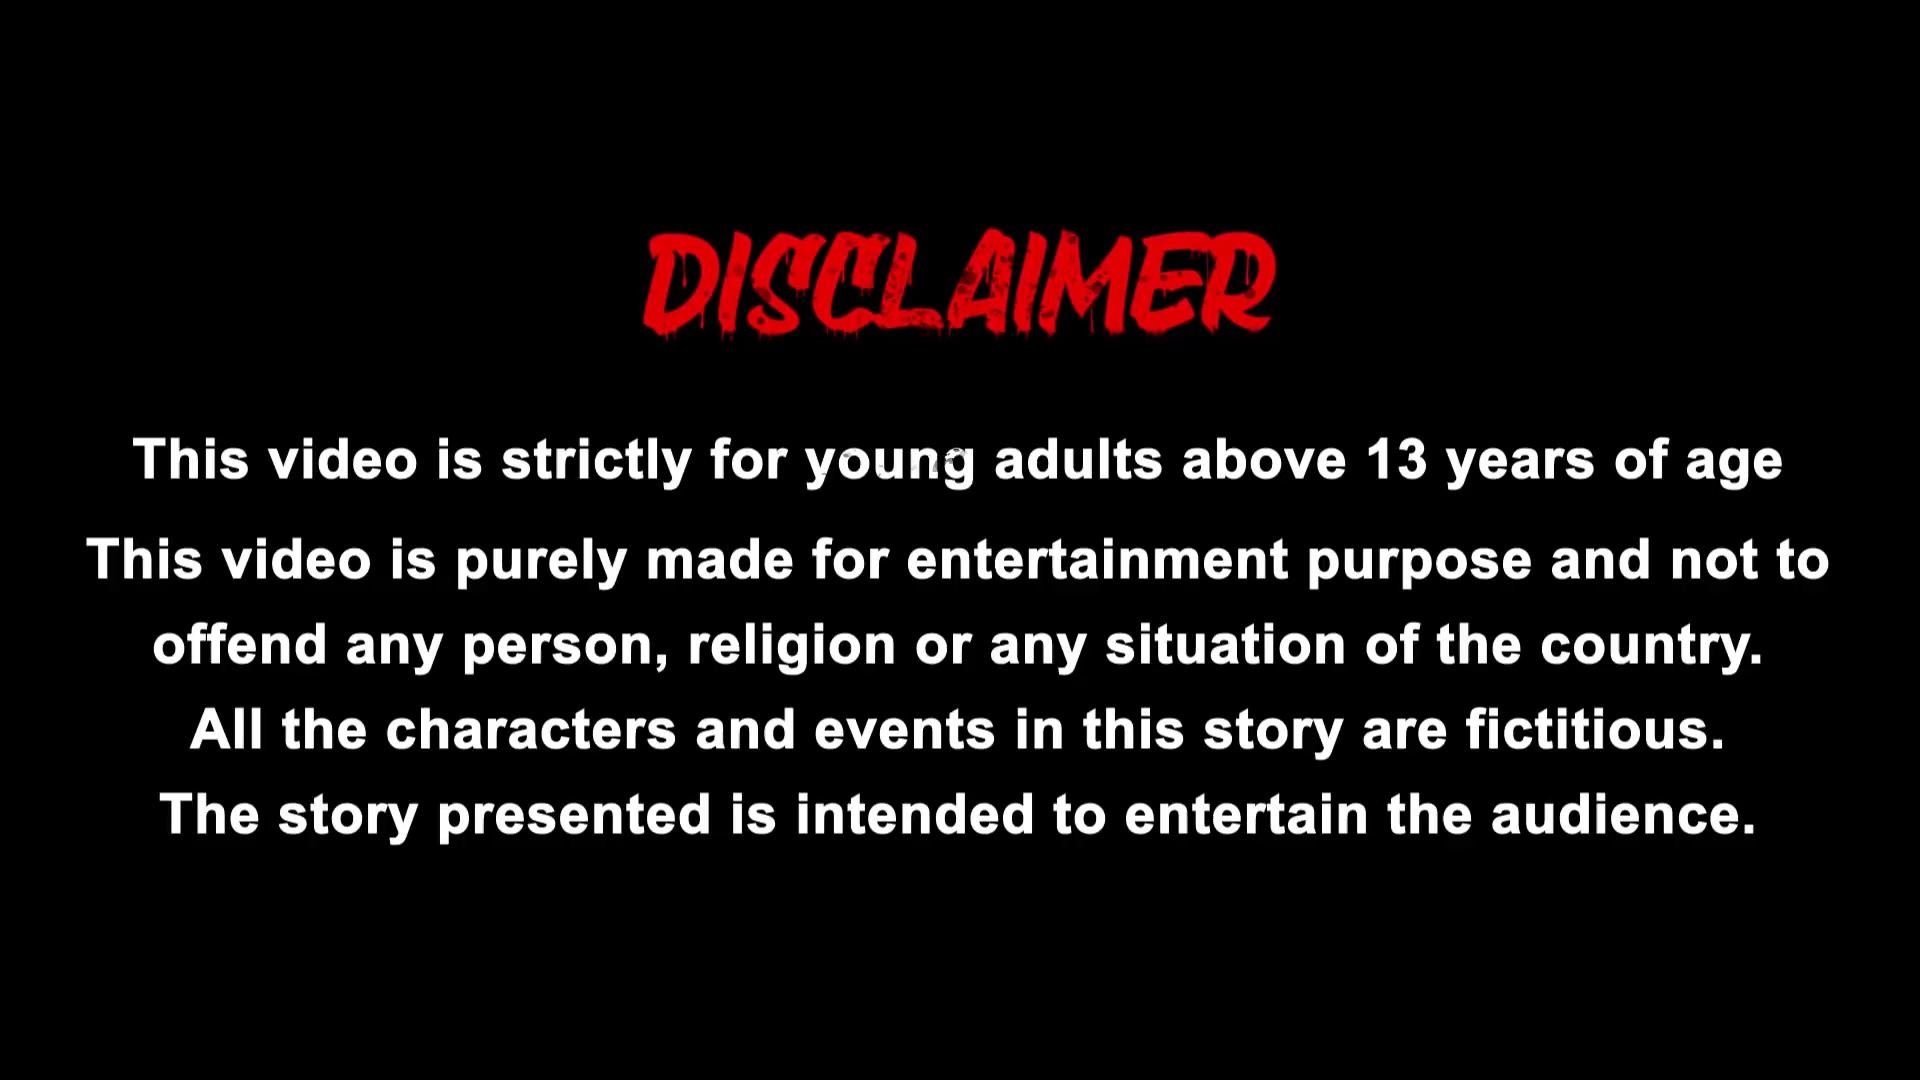 DISCLAIMER
This video is strictly for young adults above 13 years of age
This video is purely made for entertainment purpose and not to
offend any person, religion or any situation of the country.
All the characters and events in this story are fictitious.
The story presented is intended to entertain the audience.